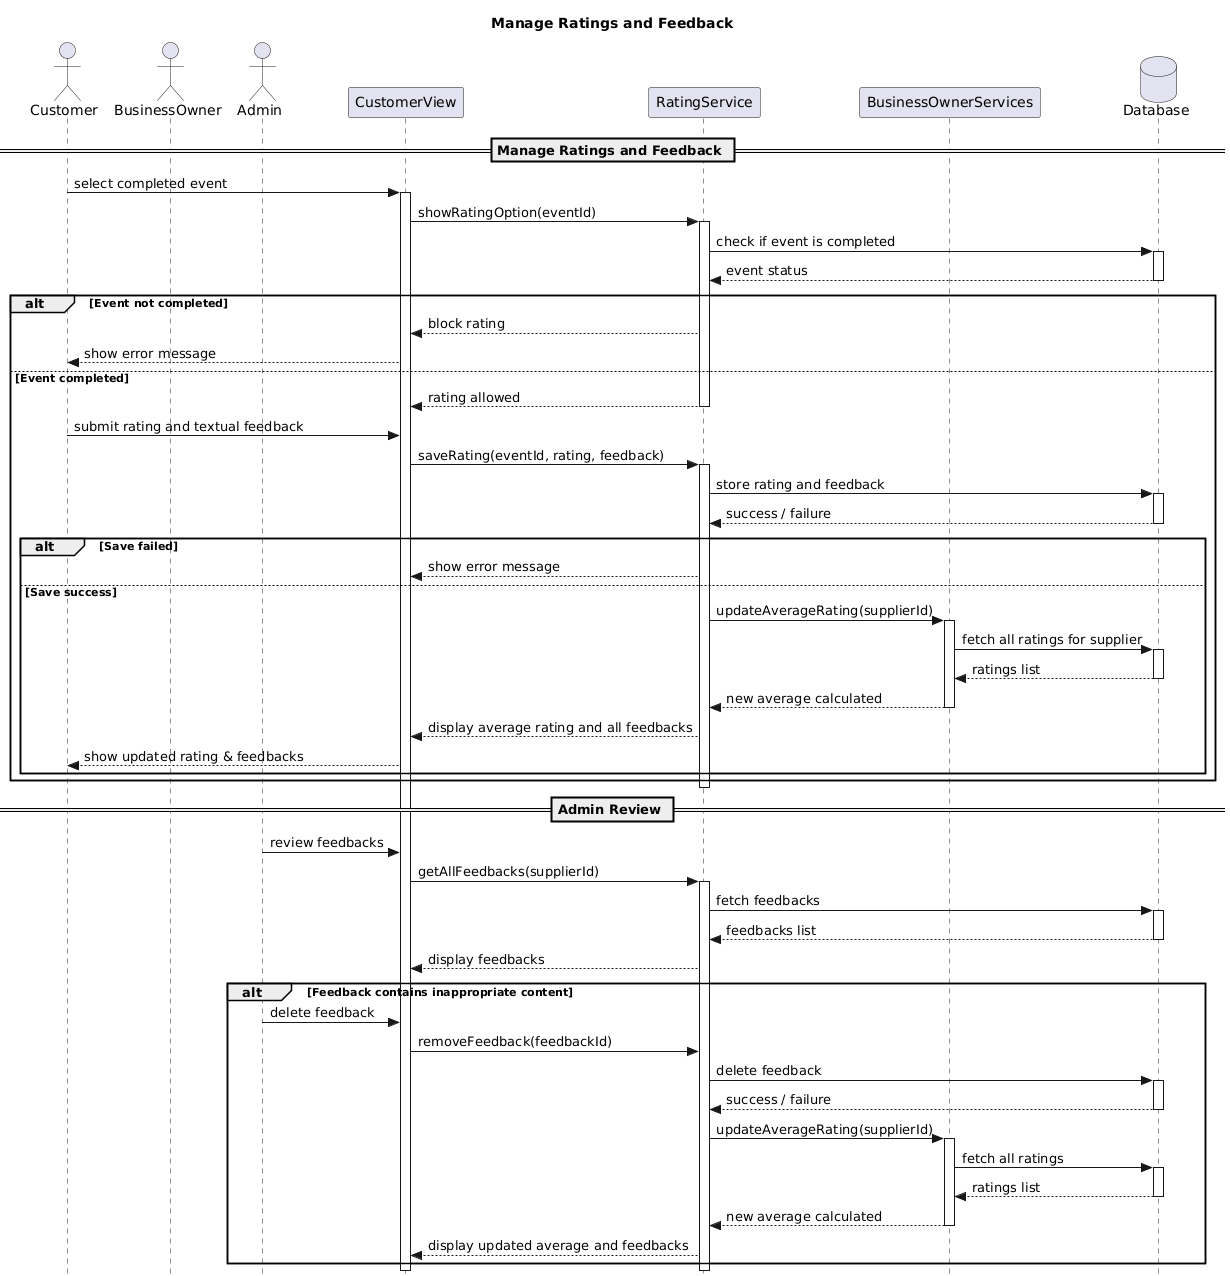 Manage Ratings and Feedback
Customer
BusinessOwner
Admin
CustomerView
RatingService
BusinessOwnerServices
Database
Manage Ratings and Feedback
select completed event
showRatingOption(eventId)
check if event is completed
event status
alt [Event not completed]
block rating
show error message
[Event completed]
rating allowed
submit rating and textual feedback
saveRating(eventId, rating, feedback)
store rating and feedback
success / failure
alt [Save failed]
show error message
[Save success]
updateAverageRating(supplierId)
fetch all ratings for supplier
ratings list
new average calculated
display average rating and all feedbacks
show updated rating & feedbacks
Admin Review
review feedbacks
getAllFeedbacks(supplierId)
fetch feedbacks
feedbacks list
display feedbacks
alt [Feedback contains inappropriate content]
delete feedback
removeFeedback(feedbackId)
delete feedback
success / failure
updateAverageRating(supplierId)
fetch all ratings
ratings list
new average calculated
display updated average and feedbacks